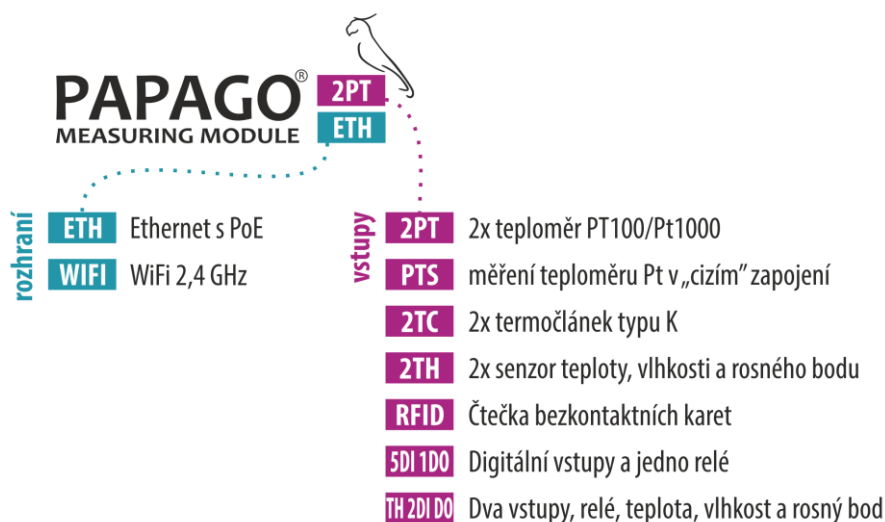 PAPAGO® 2PT
MEASURING MODULE ETH
rozhraní
ETH Ethernet s PoE
WIFI WiFi 2,4 GHz
vstupy
2PT 2x teploměr PT100/Pt1000
PTS měření teploměru Pt v „cizím” zapojení
2TC 2x termočlánek typu K
2TH 2x senzor teploty, vlhkosti a rosného bodu
RFID Čtečka bezkontaktních karet
5DI 1DO Digitální vstupy a jedno relé
TH 2DI DO Dva vstupy, relé, teplota, vlhkost a rosný bod